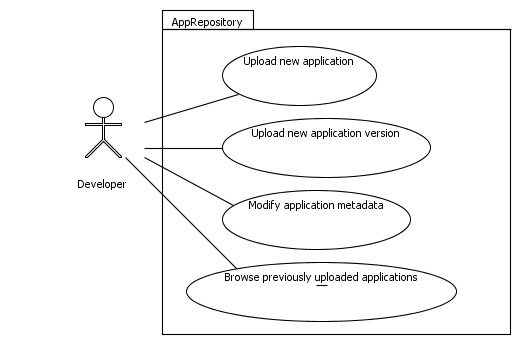 AppRepository
Upload new application
Upload new application version
Developer
Modify application metadata
Browse previously uploaded applications